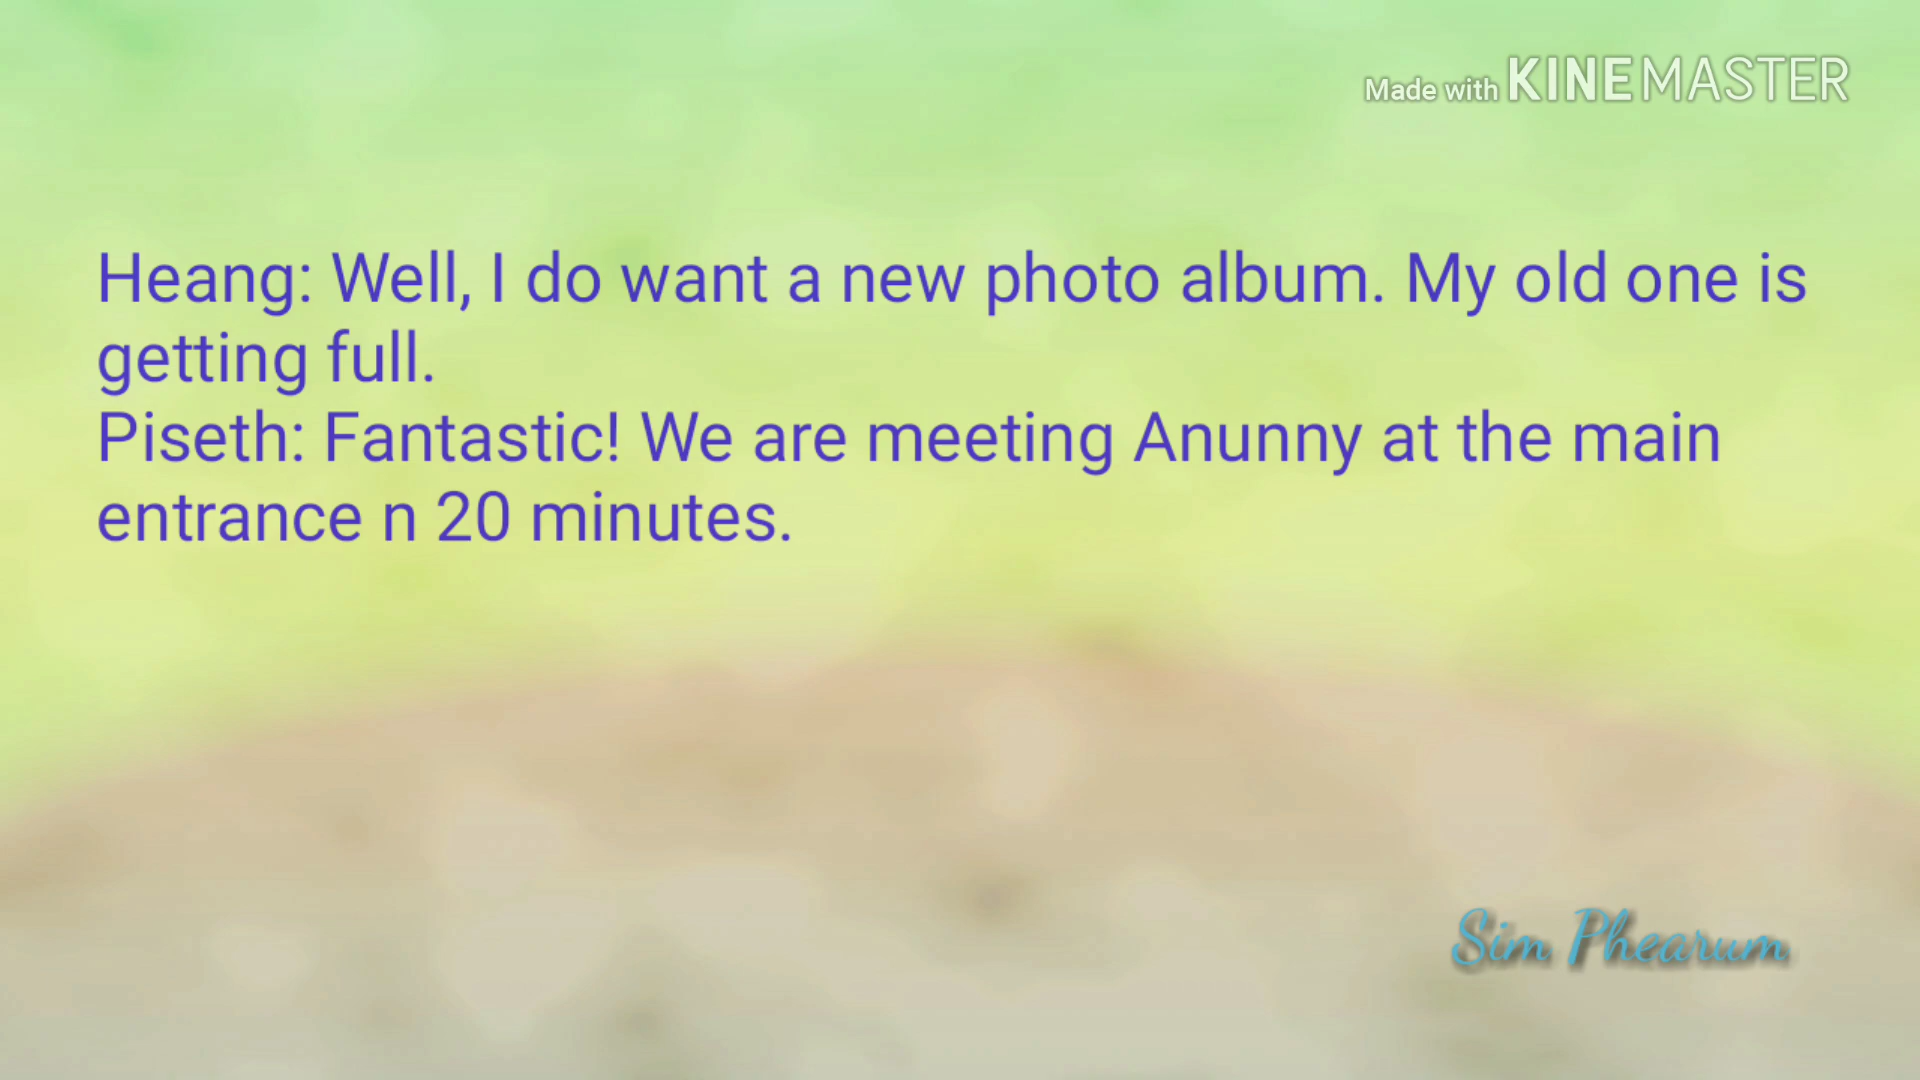 Made with KINEMASTER
Heang: Well, I do want a new photo album. My old one is
getting full.
Piseth: Fantastic! We are meeting Anunny at the main
entrance n 20 minutes.
Sim Phearum